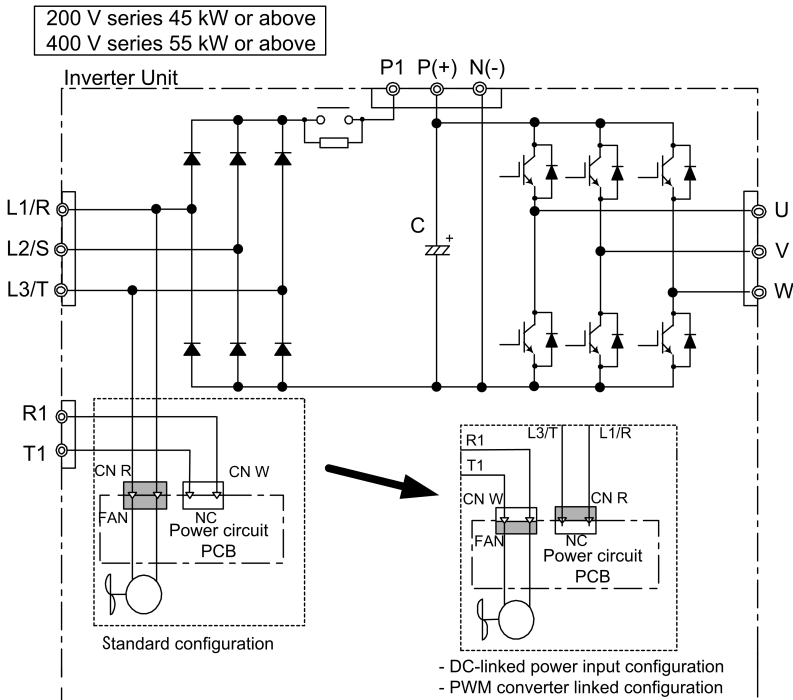 200 V series 45 kW or above
400 V series 55 kW or above
Inverter Unit
P1 P(+) N(-)
L1/R
L2/S
L3/T
C
+
U
V
W
R1
T1
CN R
CN W
FAN
NC
Power circuit
PCB
Standard configuration
R1
T1
L3/T
L1/R
CN W
CN R
FAN
NC
Power circuit
PCB
- DC-linked power input configuration
- PWM converter linked configuration